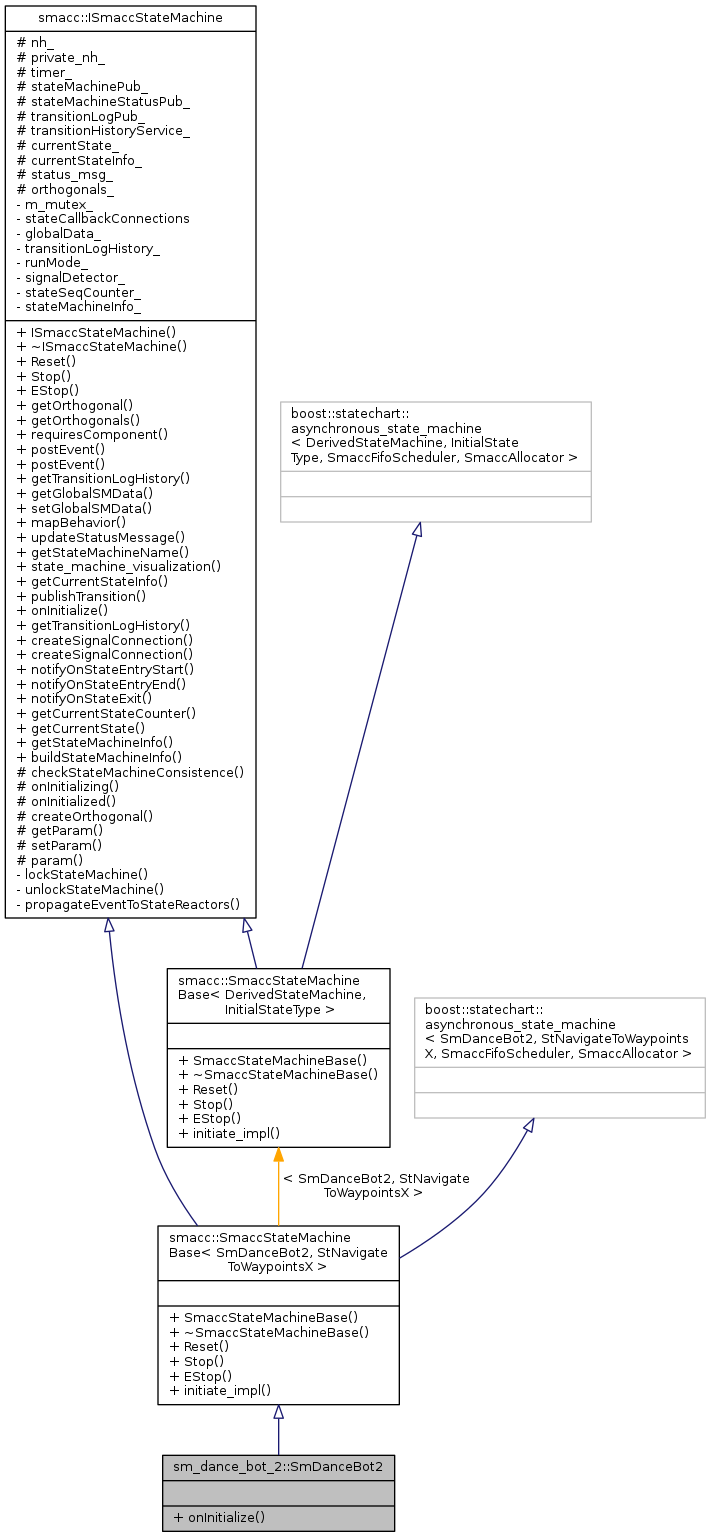 smacc::ISmaccStateMachine
# nh_
# private_nh_
# timer_
# stateMachinePub_
# stateMachineStatusPub_
# transitionLogPub_
# transitionHistoryService_
# currentState_
# currentStateInfo_
# status_msg_
# orthogonals_
- m_mutex_
- stateCallbackConnections
- globalData_
- transitionLogHistory_
- runMode_
- signalDetector_
- stateSeqCounter_
- stateMachineInfo_
+ ISmaccStateMachine()
+ ~ISmaccStateMachine()
+ Reset()
+ Stop()
+ EStop()
+ getOrthogonal()
+ getOrthogonals()
+ requiresComponent()
+ postEvent()
+ postEvent()
+ getTransitionLogHistory()
+ getGlobalSMData()
+ setGlobalSMData()
+ mapBehavior()
+ updateStatusMessage()
+ getStateMachineName()
+ state_machine_visualization()
+ getCurrentStateInfo()
+ publishTransition()
+ onInitialize()
+ getTransitionLogHistory()
+ createSignalConnection()
+ createSignalConnection()
+ notifyOnStateEntryStart()
+ notifyOnStateEntryEnd()
+ notifyOnStateExit()
+ getCurrentStateCounter()
+ getCurrentState()
+ getStateMachineInfo()
+ buildStateMachineInfo()
# checkStateMachineConsistence()
# onInitializing()
# onInitialized()
# createOrthogonal()
# getParam()
# setParam()
# param()
- lockStateMachine()
- unlockStateMachine()
- propagateEventToStateReactors()
boost::statechart::
asynchronous_state_machine
< DerivedStateMachine, InitialState
Type, SmaccFifoScheduler, SmaccAllocator >
smacc::SmaccStateMachine
Base< DerivedStateMachine,
InitialStateType >
+ SmaccStateMachineBase()
+ ~SmaccStateMachineBase()
+ Reset()
+ Stop()
+ EStop()
+ initiate_impl()
boost::statechart::
asynchronous_state_machine
< SmDanceBot2, StNavigateToWaypoints
X, SmaccFifoScheduler, SmaccAllocator >
< SmDanceBot2, StNavigate
ToWaypointsX >
smacc::SmaccStateMachine
Base< SmDanceBot2, StNavigate
ToWaypointsX >
+ SmaccStateMachineBase()
+ ~SmaccStateMachineBase()
+ Reset()
+ Stop()
+ EStop()
+ initiate_impl()
sm_dance_bot_2::SmDanceBot2
+ onInitialize()